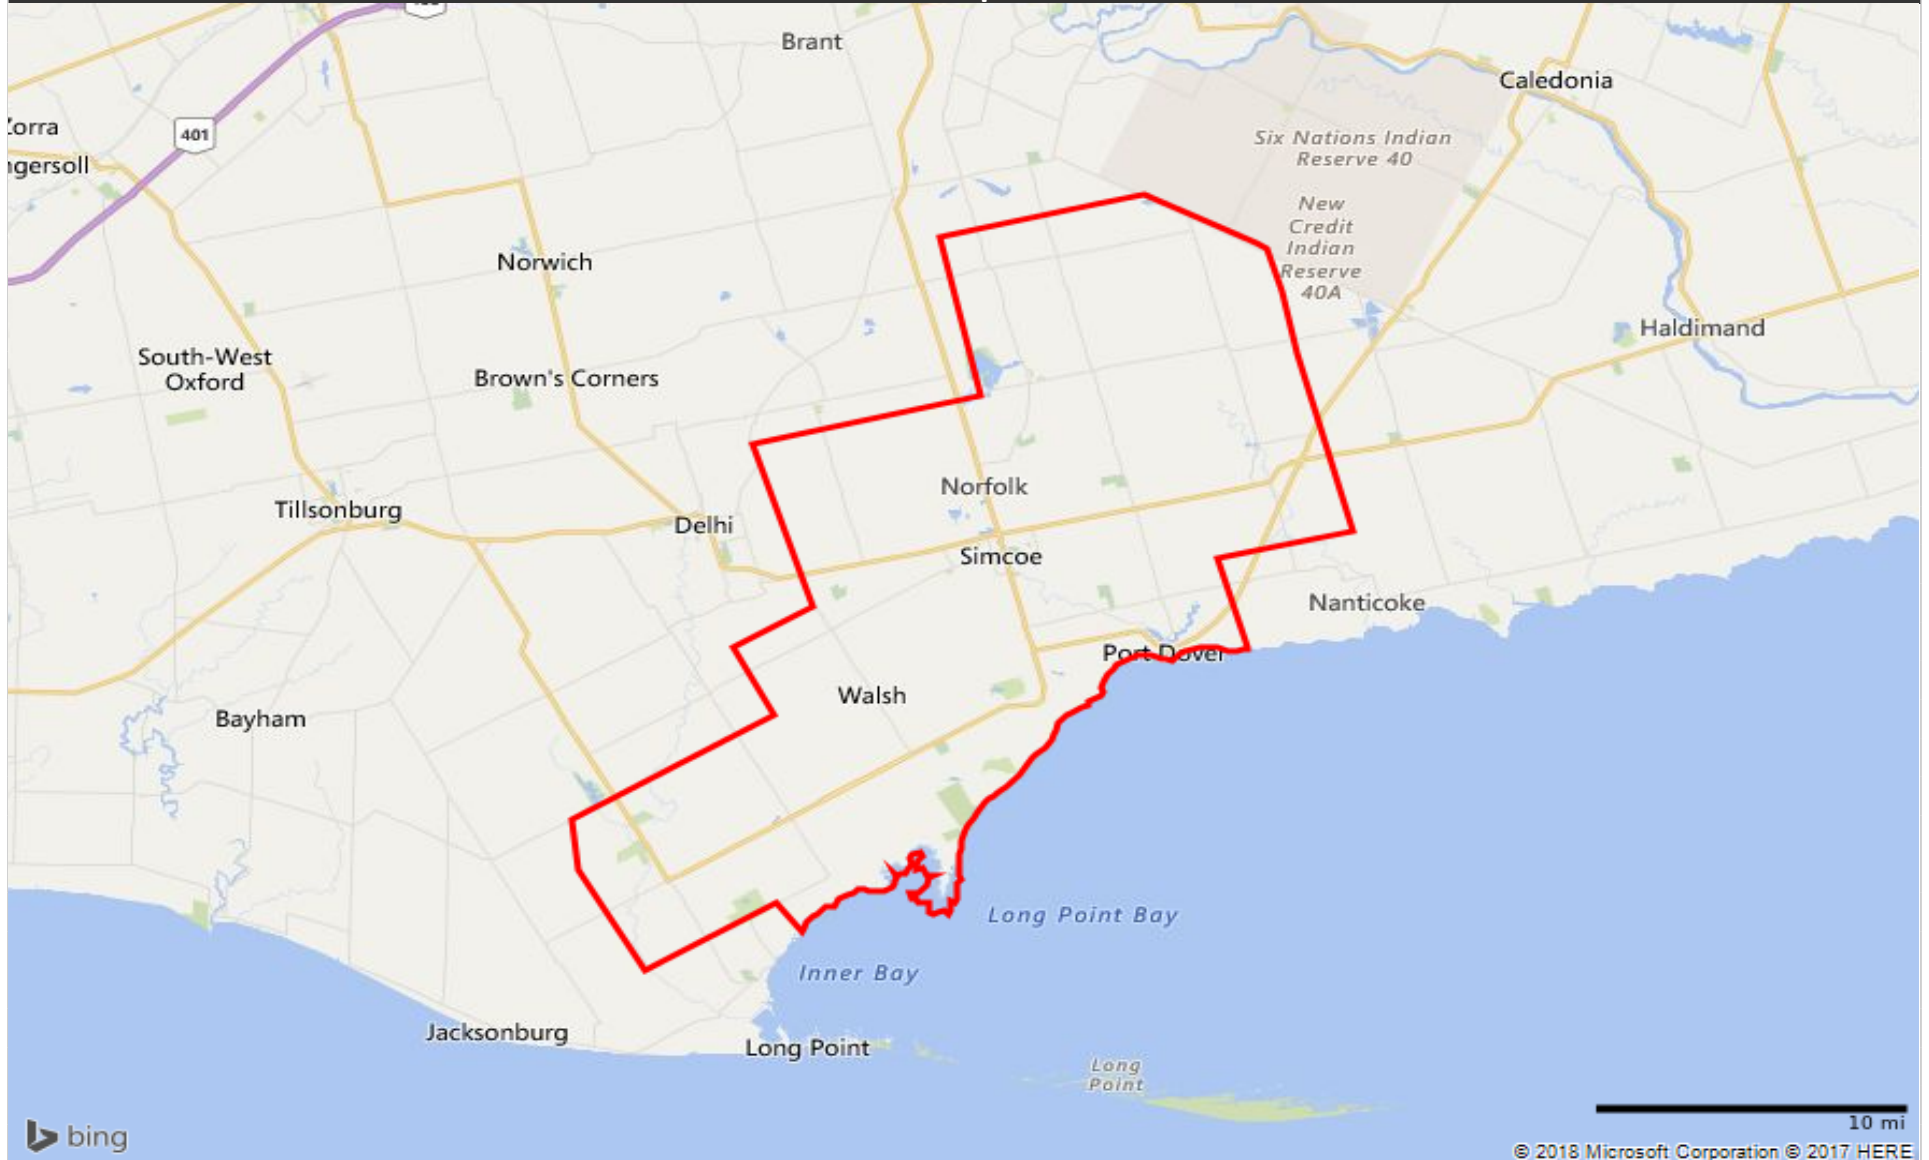 Brant
Caledonia
401
Six Nations Indian
Reserve 40
New
Credit
Indian
Reserve
40A
Norwich
Haldimand
South-West
Oxford
Brown's Corners
Norfolk
Tillsonburg
Delhi
Simcoe
Nanticoke
Port Dover
Walsh
Bayham
Long Point Bay
Inner Bay
Jacksonburg
Long Point
Long
Point
10 mi
bing
© 2018 Microsoft Corporation © 2017 HERE